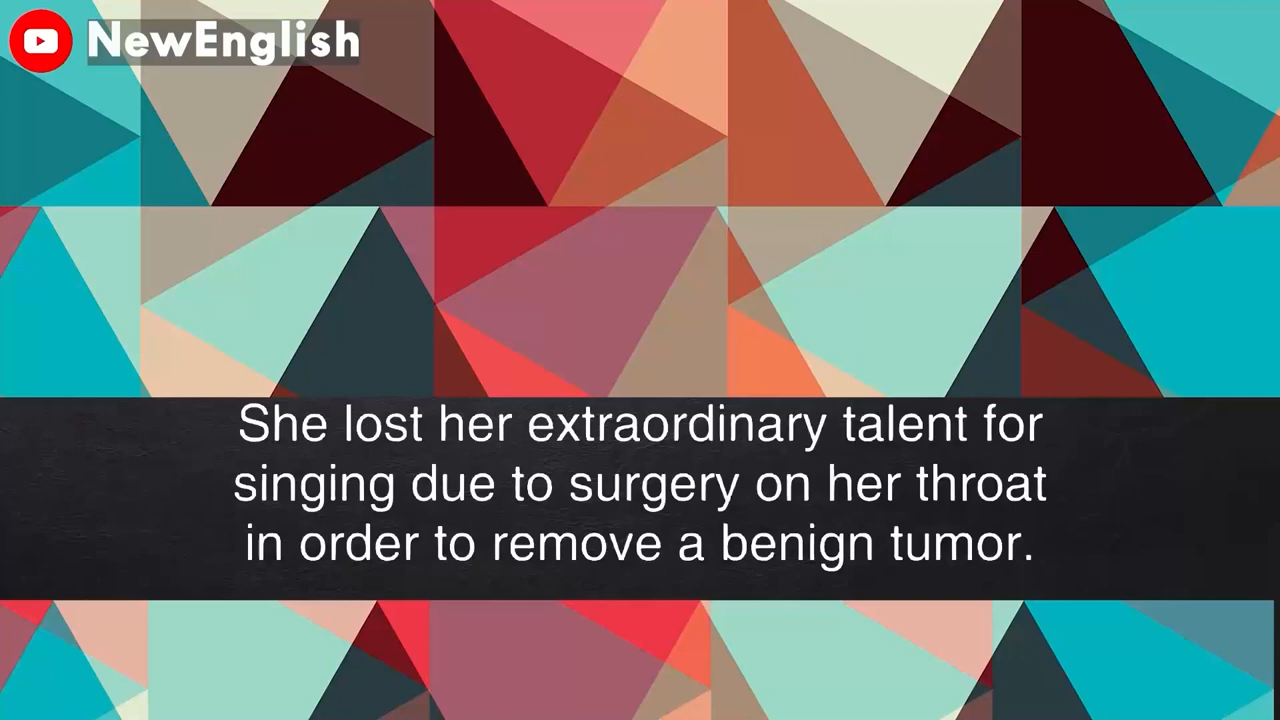 NewEnglish
She lost her extraordinary talent for
singing due to surgery on her throat
in order to remove a benign tumor.